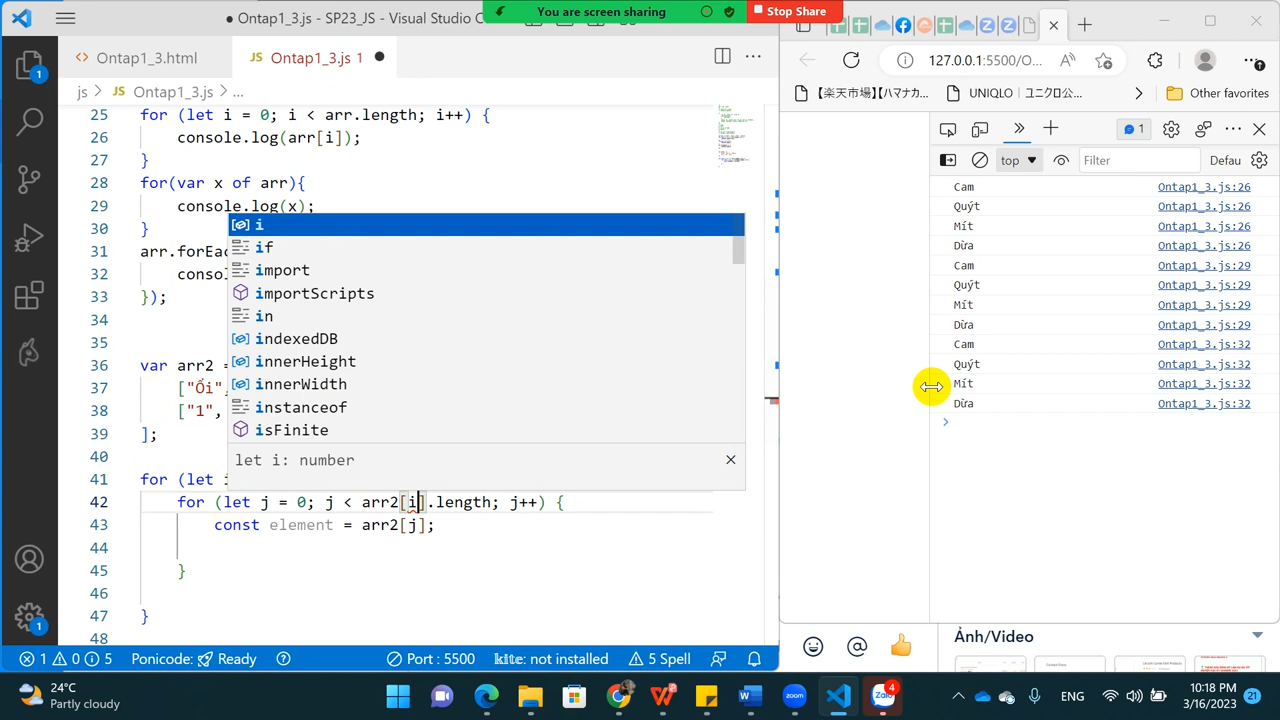 ● Ontap1_3.js - SP23_JS - Visual Studio C
You are screen sharing
Stop Share
Ontap1_3.html
JS Ontap1_3.js 1 ●
127.0.0.1:5500/O...
js > JS Ontap1_3.js > ...
【楽天市場】【ハマナカ...
UNIQLO｜ユニクロ公...
Other favorites
25 for (let i = 0; i < arr.length; i++) {
26 console.log(arr[i]);
27 }
28 for(var x of arr){
29 console.log(x);
30 }
31 arr.forEac
32 consol
33 });
34
35
36 var arr2 =
37 ["Ổi",
38 ["1",
39 ];
40
41 for (let i
42 for (let j = 0; j < arr2[i].length; j++) {
43 const element = arr2[j];
44
45 }
46
47 }
48
i
if
import
importScripts
in
indexedDB
innerHeight
innerWidth
instanceof
isFinite
let i: number
1
top
Filter
Defau
Cam Ontap1_3.js:26
Quýt Ontap1_3.js:26
Mít Ontap1_3.js:26
Dừa Ontap1_3.js:26
Cam Ontap1_3.js:29
Quýt Ontap1_3.js:29
Mít Ontap1_3.js:29
Dừa Ontap1_3.js:29
Cam Ontap1_3.js:32
Quýt Ontap1_3.js:32
Mít Ontap1_3.js:32
Dừa Ontap1_3.js:32
Ảnh/Video
1
1
1 0 5 Ponicode: Ready
Port : 5500
kite: not installed
5 Spell
24°C
Partly cloudy
zoom
Zalo
4
ENG
10:18 PM
3/16/2023
21